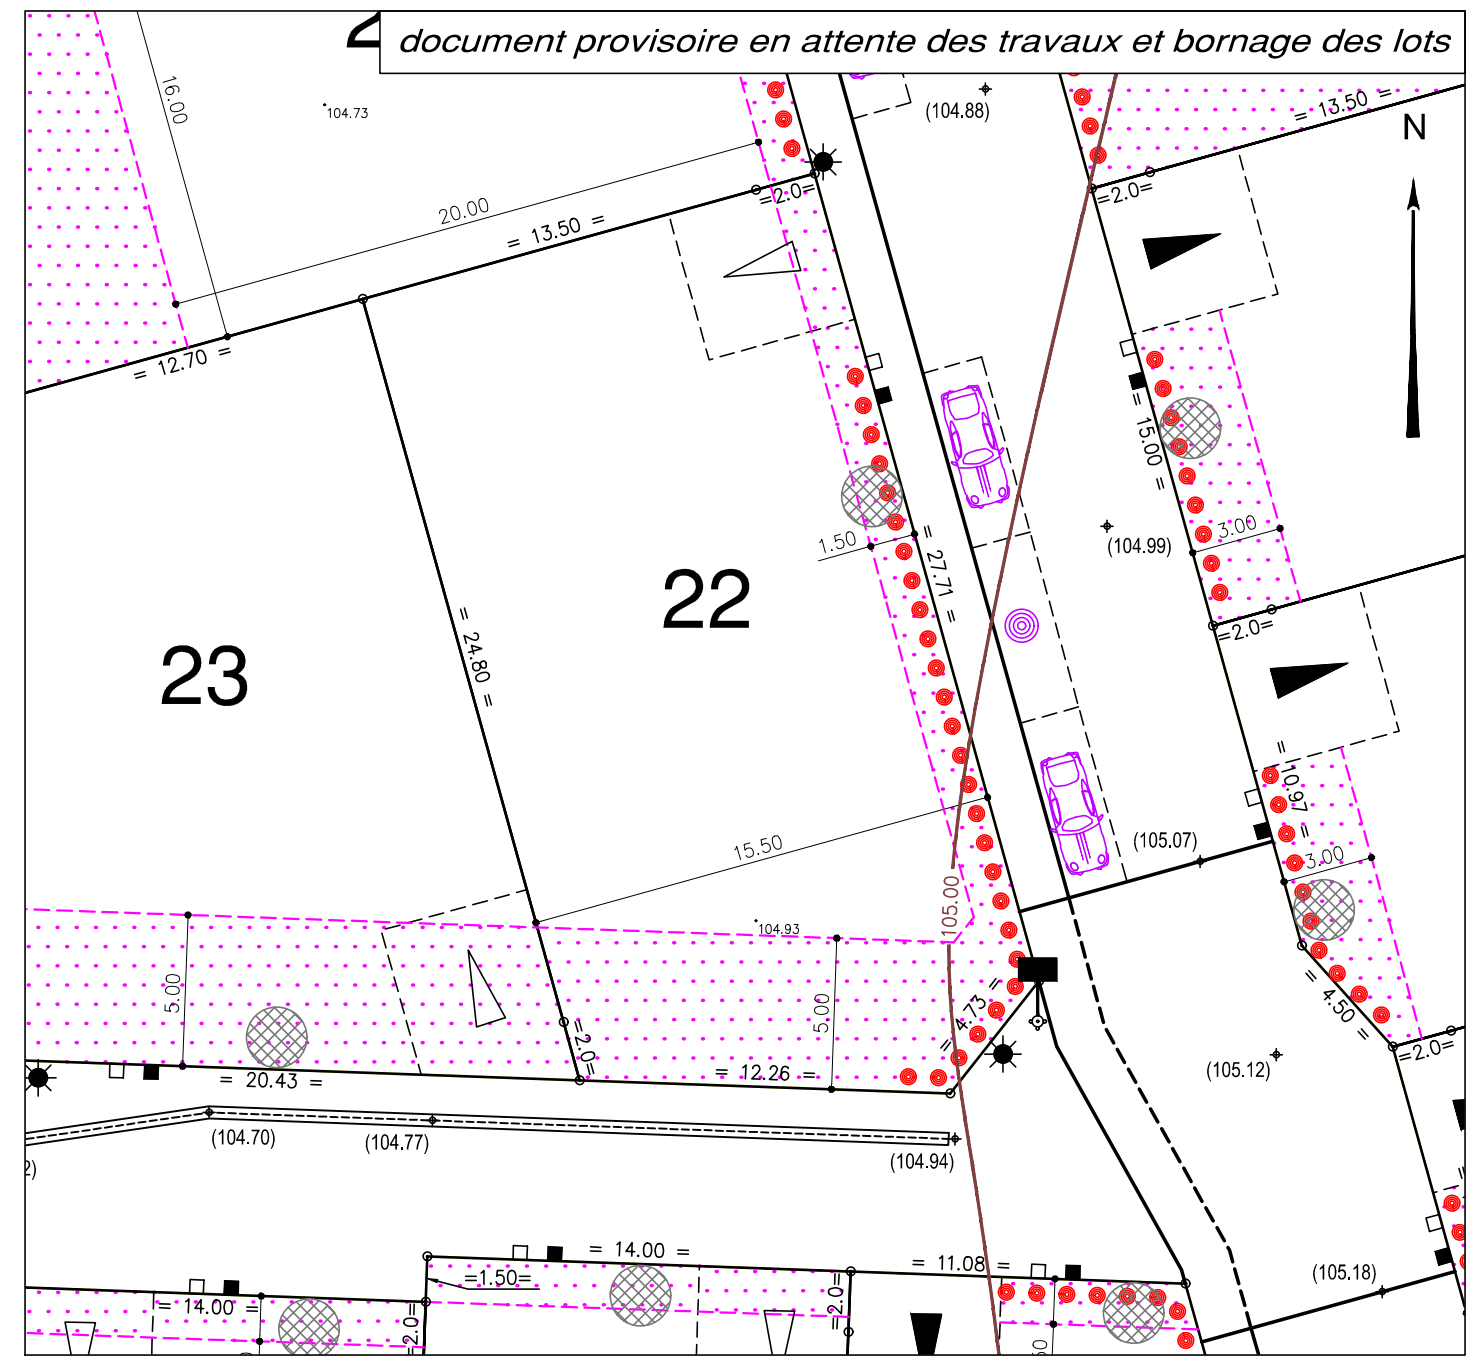 document provisoire en attente des travaux et bornage des lots
16.00
104.73
(104.88)
= 13.50 =
N
=2.0=
=2.0=
20.00
= 13.50 =
= 12.70 =
= 15.00 =
3.00
1.50
(104.99)
= 27.71 =
22
=2.0=
23
= 24.80 =
= 10.97 =
15.50
(105.07)
3.00
105.00
104.93
5.00
5.00
= 4.73 =
= 4.50 =
=2.0=
=2.0=
= 20.43 =
= 12.26 =
(105.12)
(104.70)
(104.77)
(104.94)
2)
= 14.00 =
= 11.08 =
(105.18)
=1.50=
= 14.00 =
=2.0=
=2.0=